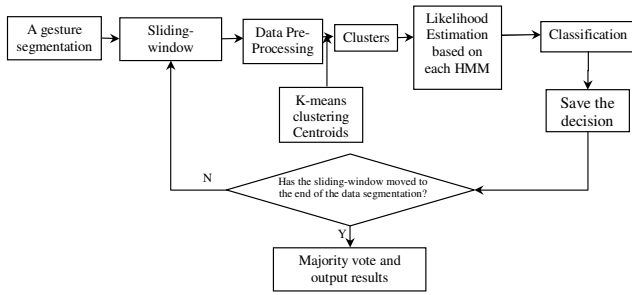 A gesture
segmentation
Sliding-
window
Data Pre-
Processing
Clusters
Likelihood
Estimation
based on
each HMM
Classification
K-means
clustering
Centroids
Save the
decision
Has the sliding-window moved to
the end of the data segmentation?
N
Y
Majority vote and
output results